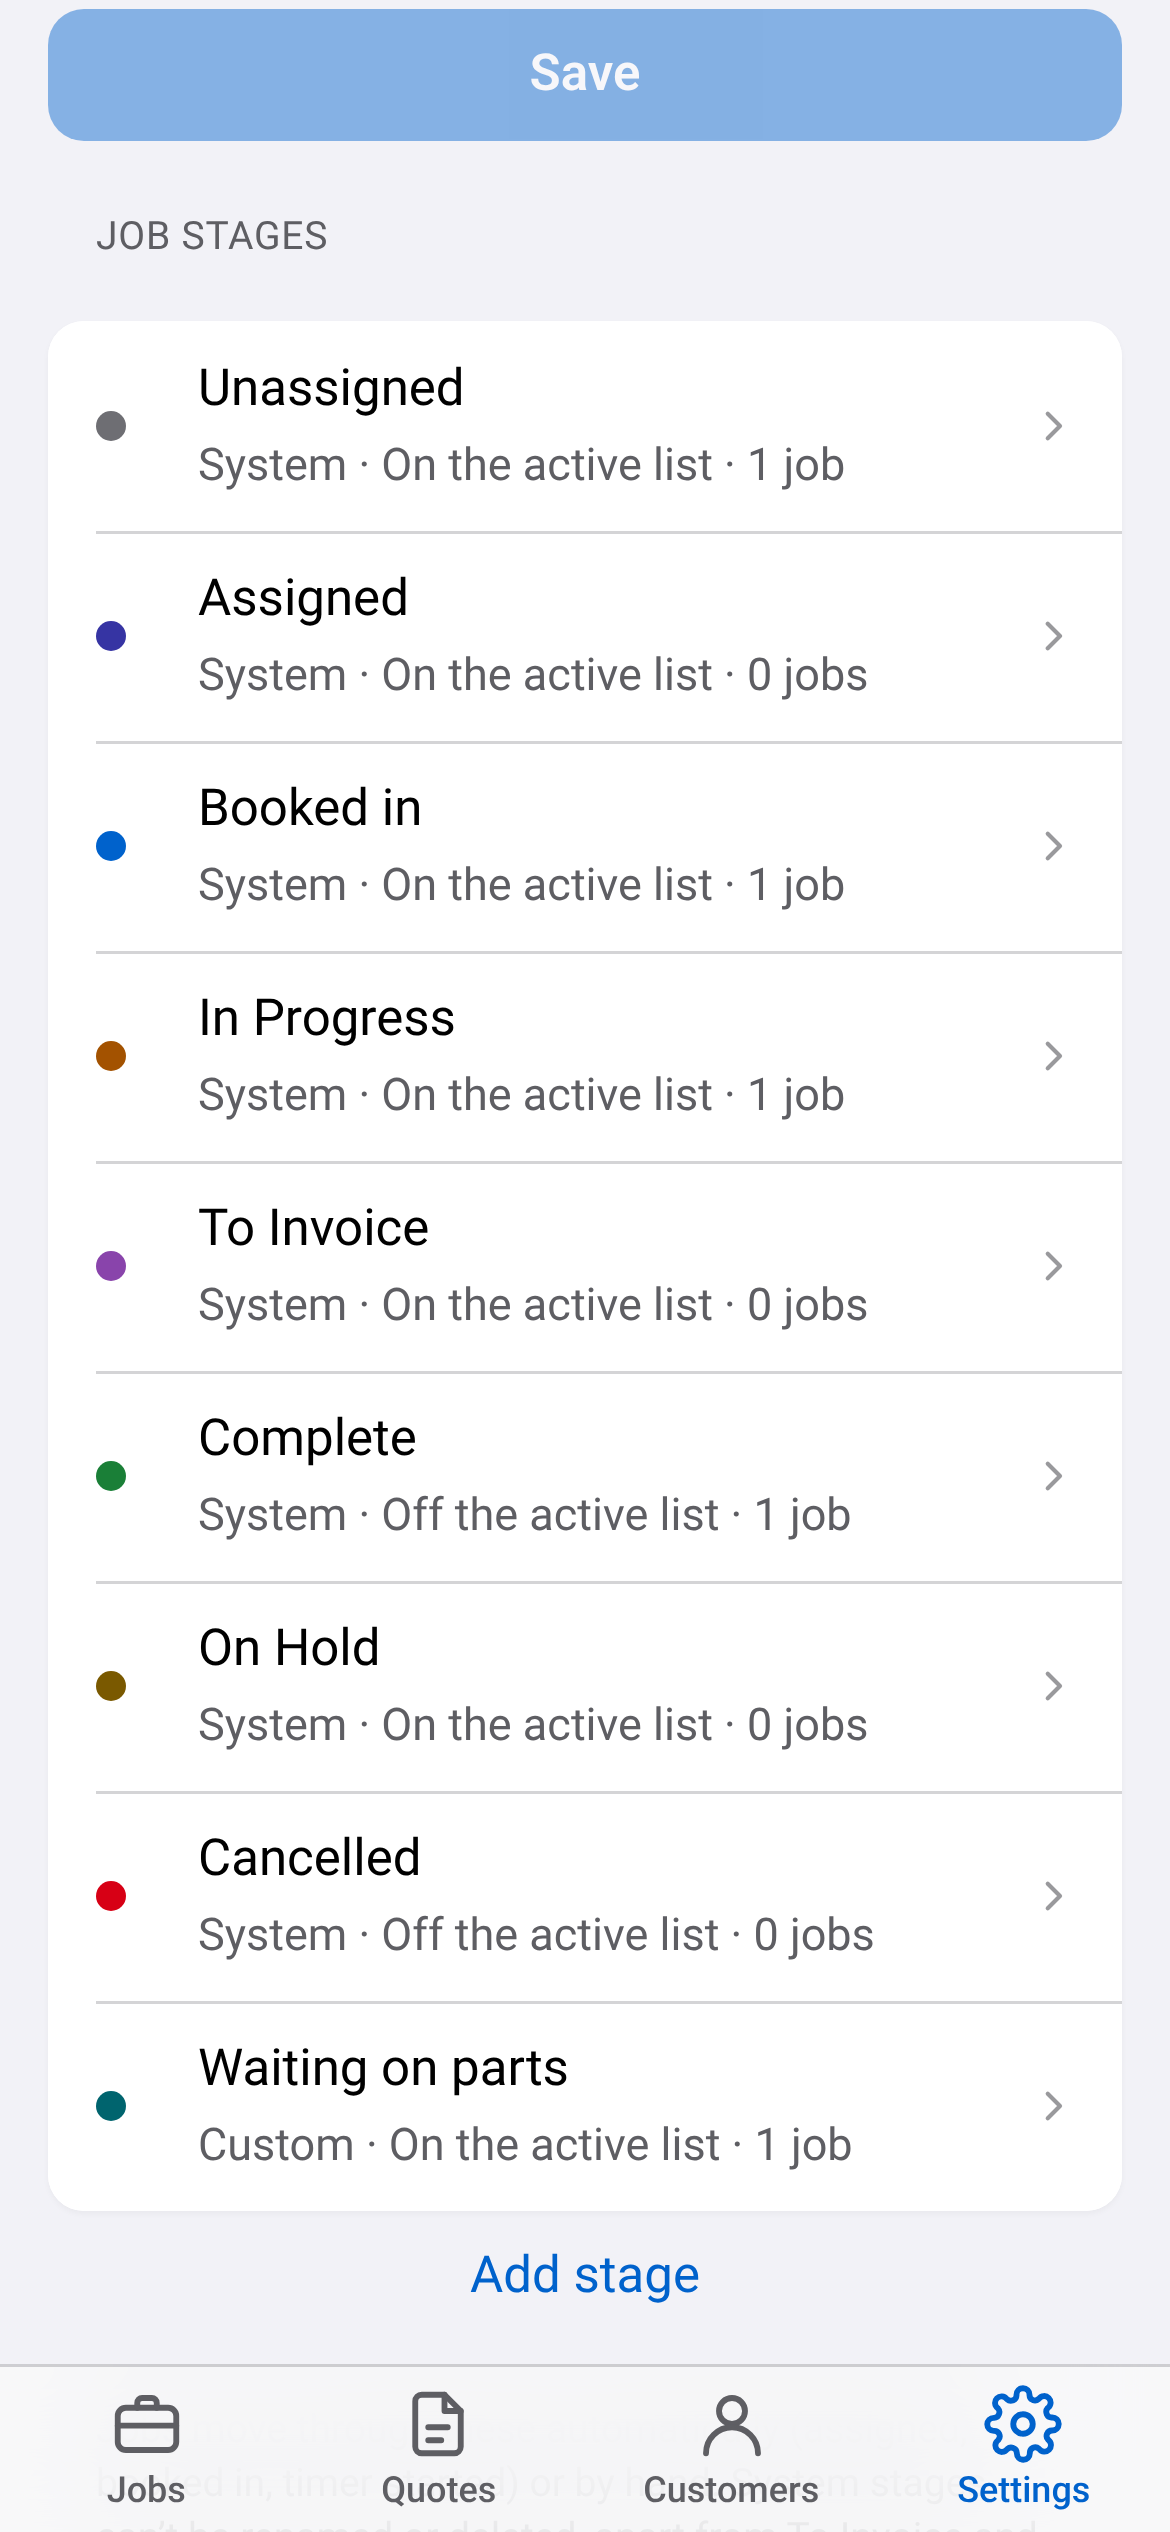 Save
JOB STAGES
Unassigned
System · On the active list · 1 job
Assigned
System · On the active list · 0 jobs
Booked in
System · On the active list · 1 job
In Progress
System · On the active list · 1 job
To Invoice
System · On the active list · 0 jobs
Complete
System · Off the active list · 1 job
On Hold
System · On the active list · 0 jobs
Cancelled
System · Off the active list · 0 jobs
Waiting on parts
Custom · On the active list · 1 job
Add stage
Jobs
Quotes
Customers
Settings